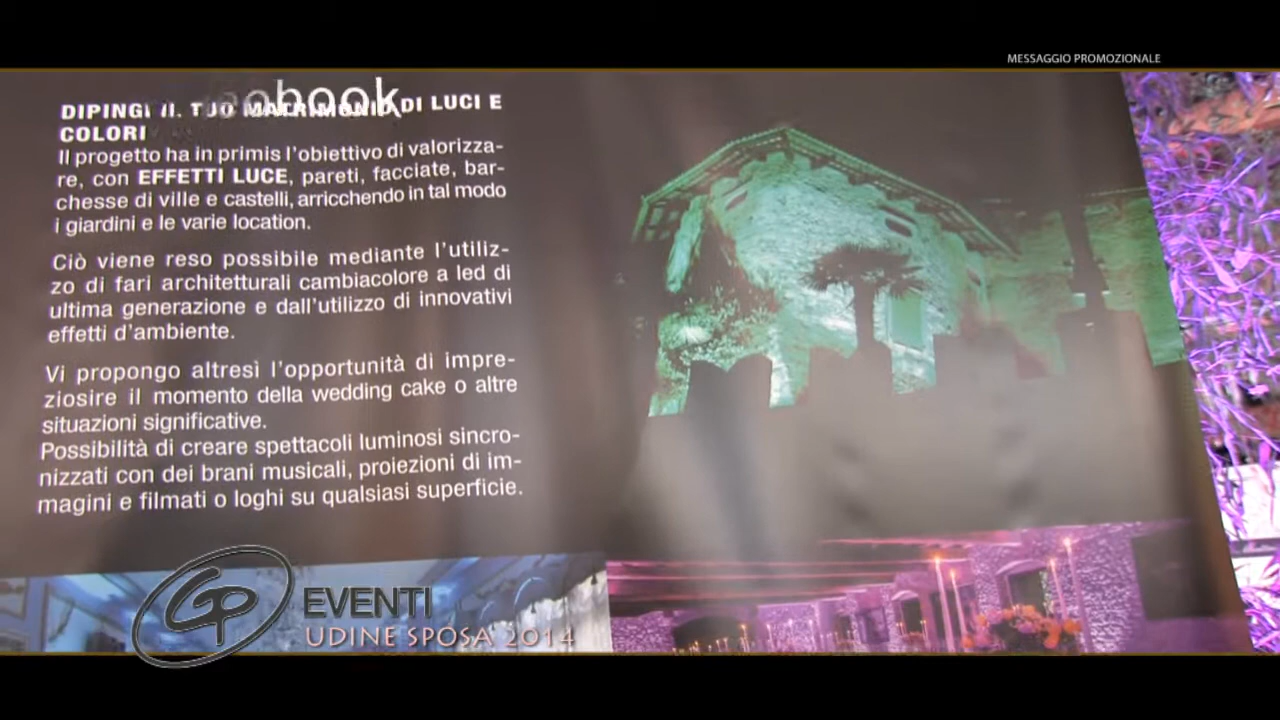 MESSAGGIO PROMOZIONALE
book
DIPINGI IL TUO MATRIMONIO DI LUCI E
COLORI
Il progetto ha in primis l'obiettivo di valorizza-
re, con EFFETTI LUCE, pareti, facciate, bar-
chesse di ville e castelli, arricchendo in tal modo
i giardini e le varie location.
Ciò viene reso possibile mediante l'utiliz-
zo di fari architetturali cambiacolore a led di
ultima generazione e dall'utilizzo di innovativi
effetti d'ambiente.
Vi propongo altresì l'opportunità di impre-
ziosire il momento della wedding cake o altre
situazioni significative.
Possibilità di creare spettacoli luminosi sincro-
nizzati con dei brani musicali, proiezioni di im-
magini e filmati o loghi su qualsiasi superficie.
GP EVENTI
UDINE SPOSA 2014